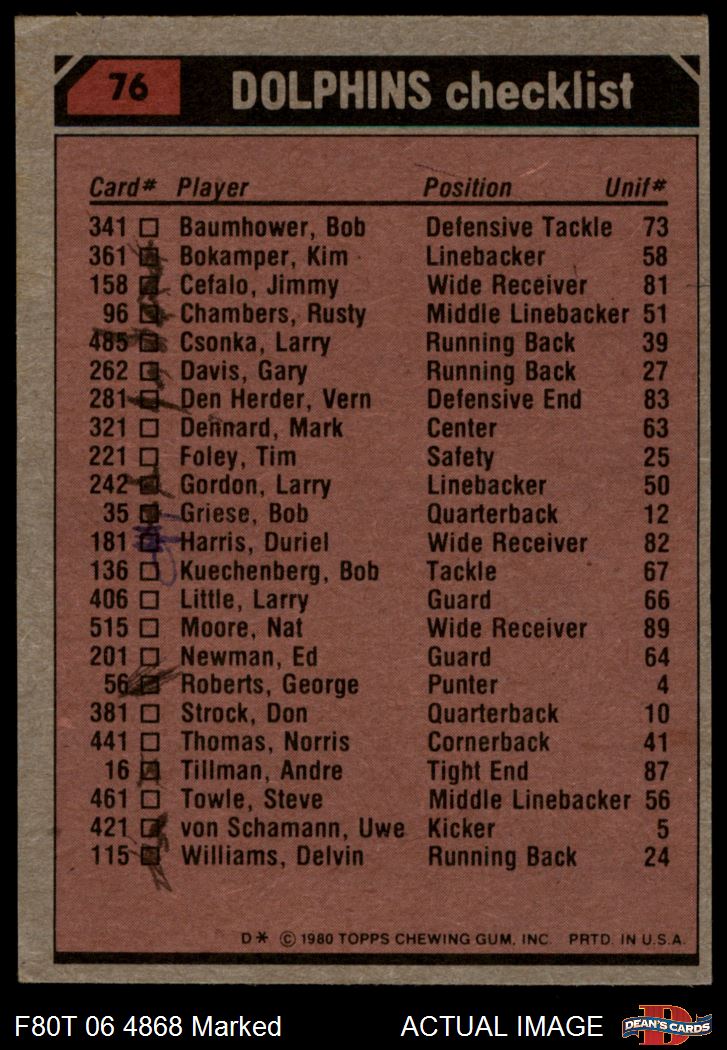 76 DOLPHINS checklist
Card# Player Position Unif#
341 Baumhower, Bob Defensive Tackle 73
361 Bokamper, Kim Linebacker 58
158 Cefalo, Jimmy Wide Receiver 81
96 Chambers, Rusty Middle Linebacker 51
485 Csonka, Larry Running Back 39
262 Davis, Gary Running Back 27
281 Den Herder, Vern Defensive End 83
321 Dennard, Mark Center 63
221 Foley, Tim Safety 25
242 Gordon, Larry Linebacker 50
35 Griese, Bob Quarterback 12
181 Harris, Duriel Wide Receiver 82
136 Kuechenberg, Bob Tackle 67
406 Little, Larry Guard 66
515 Moore, Nat Wide Receiver 89
201 Newman, Ed Guard 64
56 Roberts, George Punter 4
381 Strock, Don Quarterback 10
441 Thomas, Norris Cornerback 41
16 Tillman, Andre Tight End 87
461 Towle, Steve Middle Linebacker 56
421 von Schamann, Uwe Kicker 5
115 Williams, Delvin Running Back 24
D* © 1980 TOPPS CHEWING GUM, INC. PRTD. IN U.S.A.
F80T 06 4868 Marked ACTUAL IMAGE DEAN'S CARDS